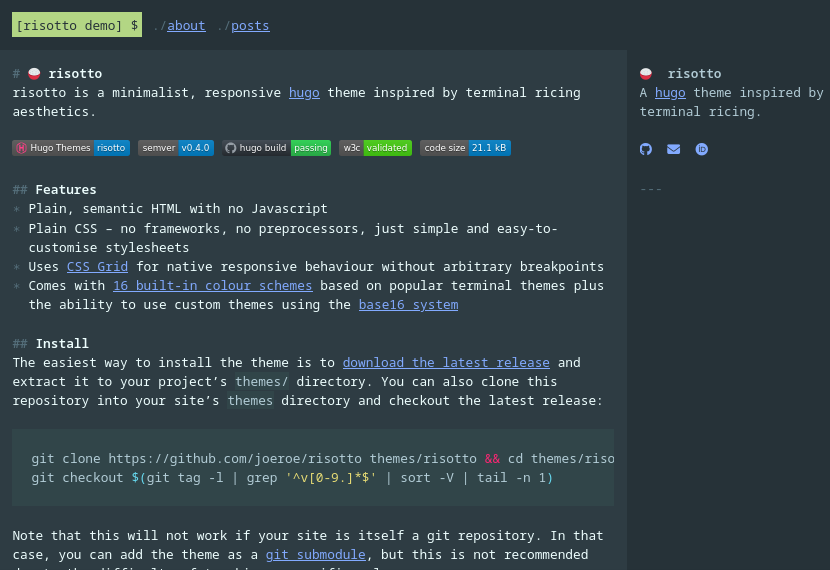 [risotto demo] $ ./about ./posts
# risotto
risotto is a minimalist, responsive hugo theme inspired by terminal ricing
aesthetics.
Hugo Themes risotto semver v0.4.0 hugo build passing w3c validated code size 21.1 kB
## Features
* Plain, semantic HTML with no Javascript
* Plain CSS – no frameworks, no preprocessors, just simple and easy-to-
customise stylesheets
* Uses CSS Grid for native responsive behaviour without arbitrary breakpoints
* Comes with 16 built-in colour schemes based on popular terminal themes plus
the ability to use custom themes using the base16 system
## Install
The easiest way to install the theme is to download the latest release and
extract it to your project’s themes/ directory. You can also clone this
repository into your site’s themes directory and checkout the latest release:
git clone https://github.com/joeroe/risotto themes/risotto && cd themes/riso
git checkout $(git tag -l | grep '^v[0-9.]*$' | sort -V | tail -n 1)
Note that this will not work if your site is itself a git repository. In that
case, you can add the theme as a git submodule, but this is not recommended
risotto
A hugo theme inspired by
terminal ricing.
---